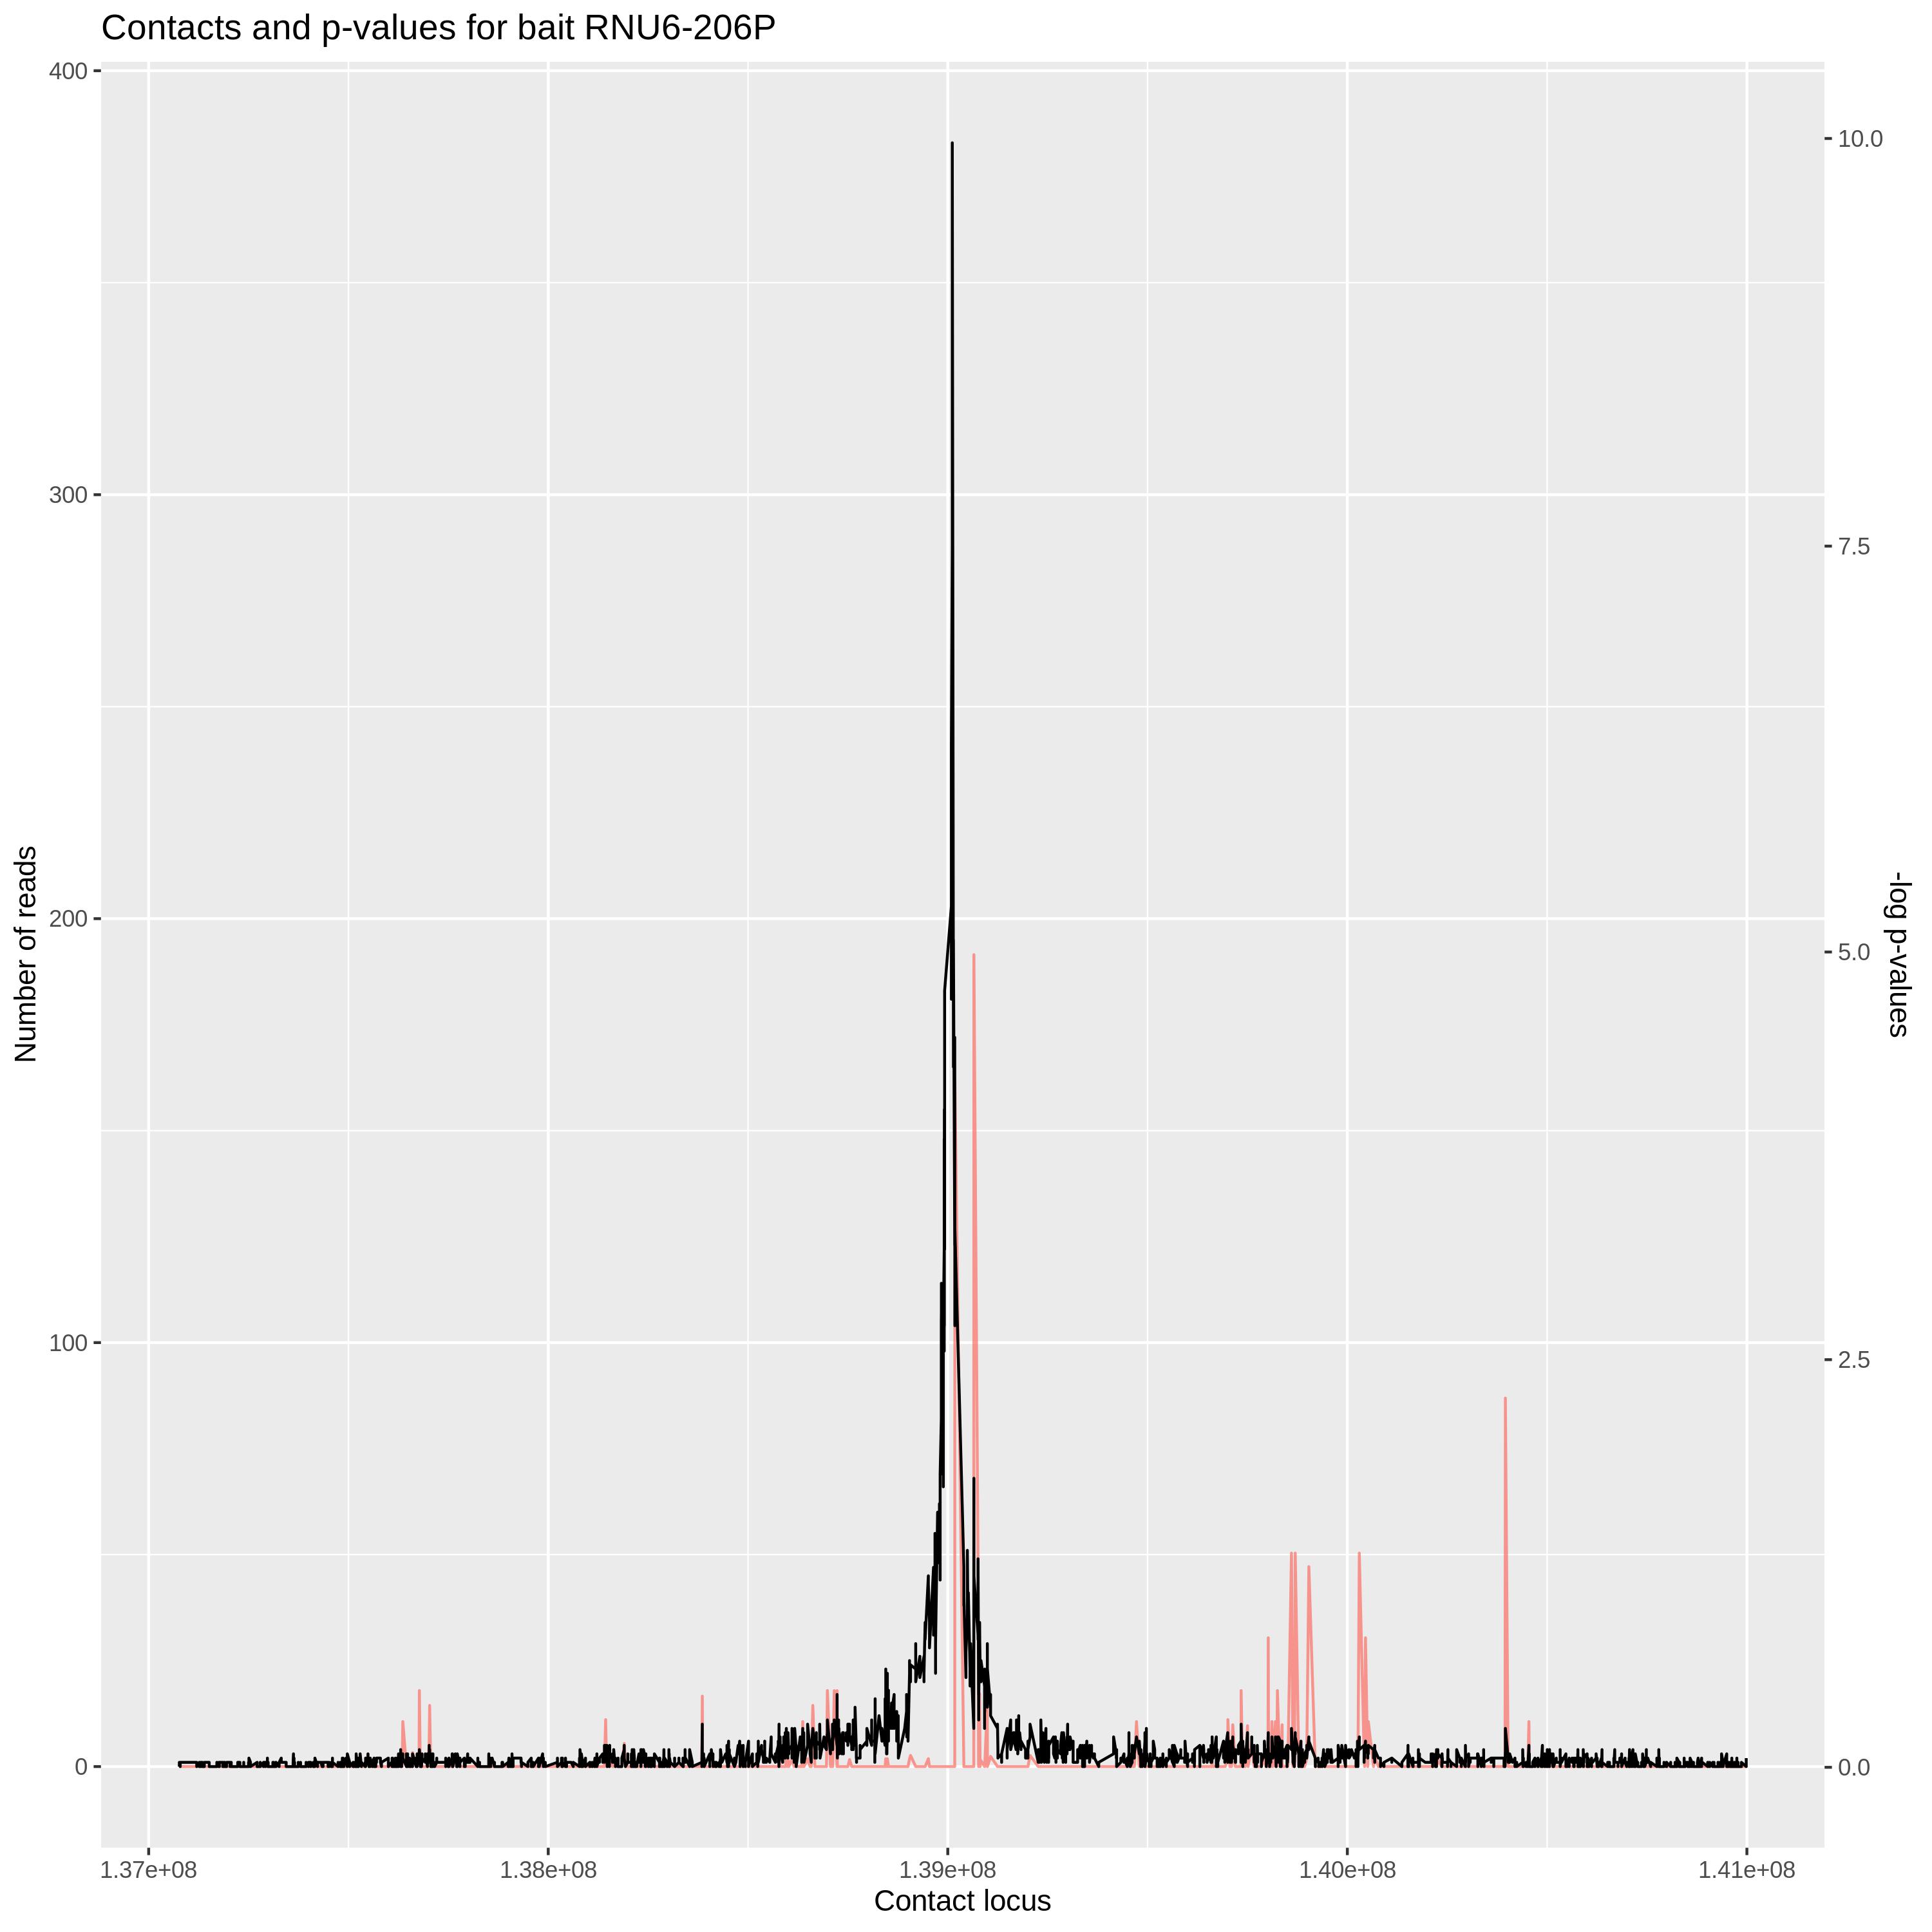 Contacts and p-values for bait RNU6-206P
400
300
200
100
0
Number of reads
10.0
7.5
5.0
2.5
0.0
-log p-values
1.37e+08
1.38e+08
1.39e+08
1.40e+08
1.41e+08
Contact locus